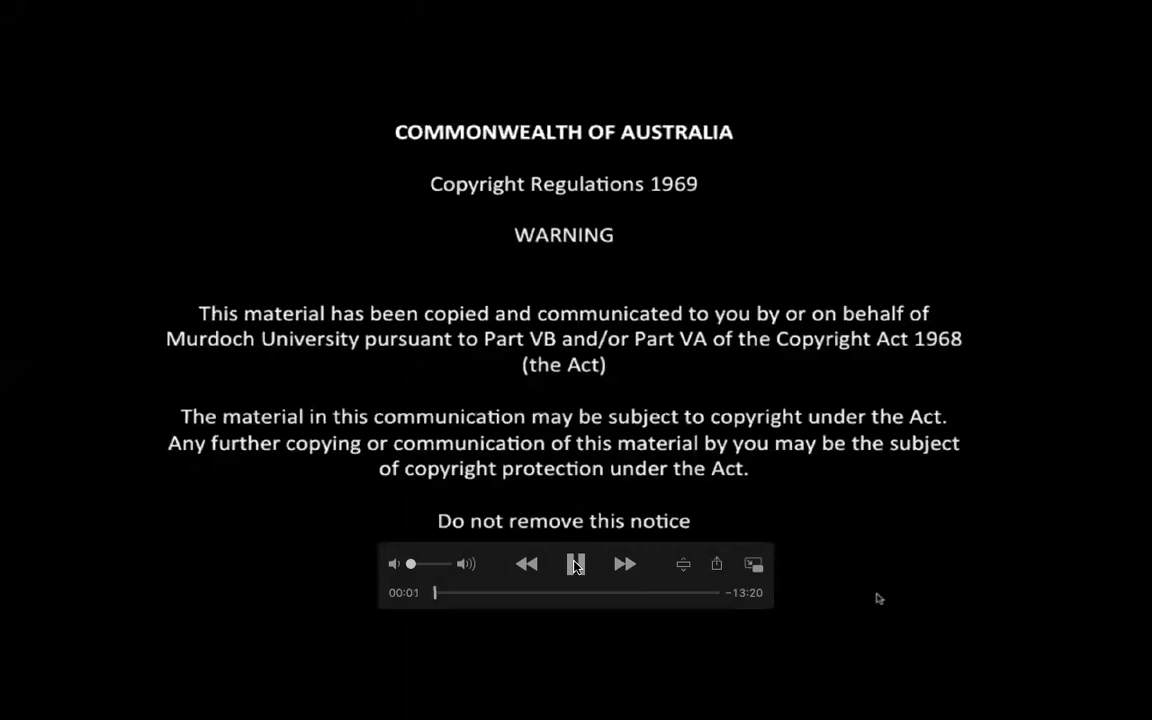 COMMONWEALTH OF AUSTRALIA
Copyright Regulations 1969
WARNING
This material has been copied and communicated to you by or on behalf of
Murdoch University pursuant to Part VB and/or Part VA of the Copyright Act 1968
(the Act)
The material in this communication may be subject to copyright under the Act.
Any further copying or communication of this material by you may be the subject
of copyright protection under the Act.
Do not remove this notice
00:01
-13:20